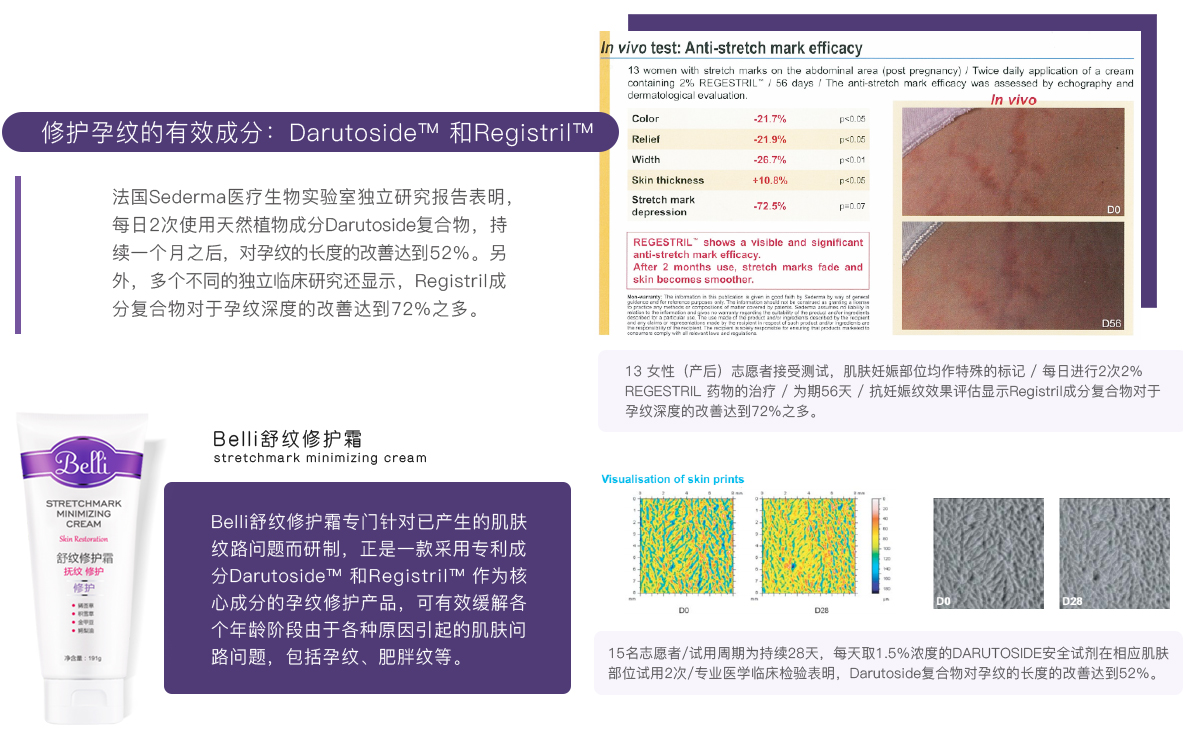 修护孕纹的有效成分：Darutoside™ 和Registril™
法国Sederma医疗生物实验室独立研究报告表明，
每日2次使用天然植物成分Darutoside复合物，持
续一个月之后，对孕纹的长度的改善达到52%。另
外，多个不同的独立临床研究还显示，Registril成
分复合物对于孕纹深度的改善达到72%之多。
In vivo test: Anti-stretch mark efficacy
13 women with stretch marks on the abdominal area (post pregnancy) / Twice daily application of a cream
containing 2% REGESTRIL™ / 56 days / The anti-stretch mark efficacy was assessed by echography and
dermatological evaluation.
In vivo
Color -21.7% p<0.05
Relief -21.9% p<0.05
Width -26.7% p<0.01
Skin thickness +10.8% p<0.05
Stretch mark
depression -72.5% p=0.07
REGESTRIL™ shows a visible and significant
anti-stretch mark efficacy.
After 2 months use, stretch marks fade and
skin becomes smoother.
Non-warranty: The information in this publication is given in good faith by Sederma by way of general
guidance and for reference purposes only.
D0
D56
13 女性（产后）志愿者接受测试，肌肤妊娠部位均作特殊的标记 / 每日进行2次2%
REGESTRIL 药物的治疗 / 为期56天 / 抗妊娠纹效果评估显示Registril成分复合物对于
孕纹深度的改善达到72%之多。
Belli
STRETCHMARK
MINIMIZING
CREAM
Skin Restoration
舒纹修护霜
抚纹 修护
修护
净含量：191g
Belli舒纹修护霜
stretchmark minimizing cream
Belli舒纹修护霜专门针对已产生的肌肤
纹路问题而研制，正是一款采用专利成
分Darutoside™ 和Registril™ 作为核
心成分的孕纹修护产品，可有效缓解各
个年龄阶段由于各种原因引起的肌肤问
路问题，包括孕纹、肥胖纹等。
Visualisation of skin prints
D0
D28
D0
D28
15名志愿者/试用周期为持续28天，每天取1.5%浓度的DARUTOSIDE安全试剂在相应肌肤
部位试用2次/专业医学临床检验表明，Darutoside复合物对孕纹的长度的改善达到52%。